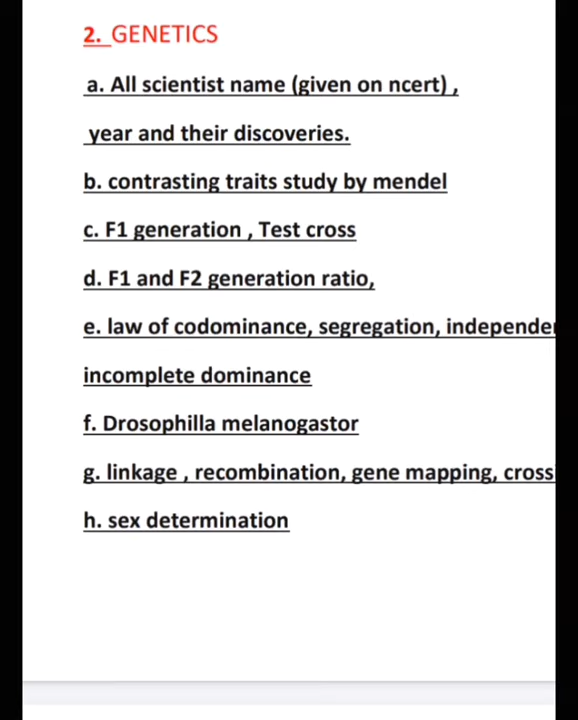 2. GENETICS
a. All scientist name (given on ncert) ,
year and their discoveries.
b. contrasting traits study by mendel
c. F1 generation , Test cross
d. F1 and F2 generation ratio,
e. law of codominance, segregation,
incomplete dominance
f. Drosophilla melanogastor
g. linkage , recombination, gene mapping, cross
h. sex determination